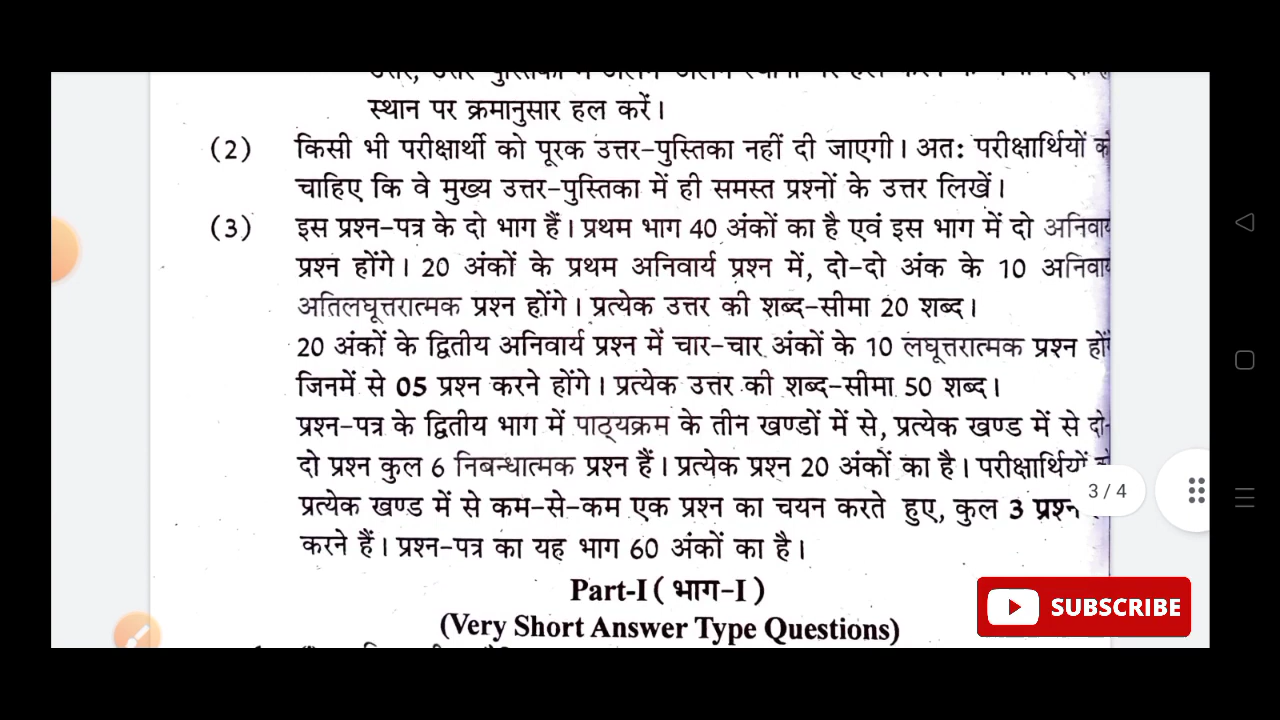 स्थान पर क्रमानुसार हल करें।
(2) किसी भी परीक्षार्थी को पूरक उत्तर-पुस्तिका नहीं दी जाएगी। अतः परीक्षार्थियों को
चाहिए कि वे मुख्य उत्तर-पुस्तिका में ही समस्त प्रश्नों के उत्तर लिखें।
(3) इस प्रश्न-पत्र के दो भाग हैं। प्रथम भाग 40 अंकों का है एवं इस भाग में दो अनिवार्य
प्रश्न होंगे। 20 अंकों के प्रथम अनिवार्य प्रश्न में, दो-दो अंक के 10 अनिवार्य
अतिलघूत्तरात्मक प्रश्न होंगे। प्रत्येक उत्तर की शब्द-सीमा 20 शब्द।
20 अंकों के द्वितीय अनिवार्य प्रश्न में चार-चार अंकों के 10 लघूत्तरात्मक प्रश्न होंगे
जिनमें से 05 प्रश्न करने होंगे। प्रत्येक उत्तर की शब्द-सीमा 50 शब्द।
प्रश्न-पत्र के द्वितीय भाग में पाठ्यक्रम के तीन खण्डों में से, प्रत्येक खण्ड में से दो-
दो प्रश्न कुल 6 निबन्धात्मक प्रश्न हैं। प्रत्येक प्रश्न 20 अंकों का है। परीक्षार्थियों
3 / 4
प्रत्येक खण्ड में से कम-से-कम एक प्रश्न का चयन करते हुए, कुल 3 प्रश्न
करने हैं। प्रश्न-पत्र का यह भाग 60 अंकों का है।
Part-I ( भाग-I )
SUBSCRIBE
(Very Short Answer Type Questions)